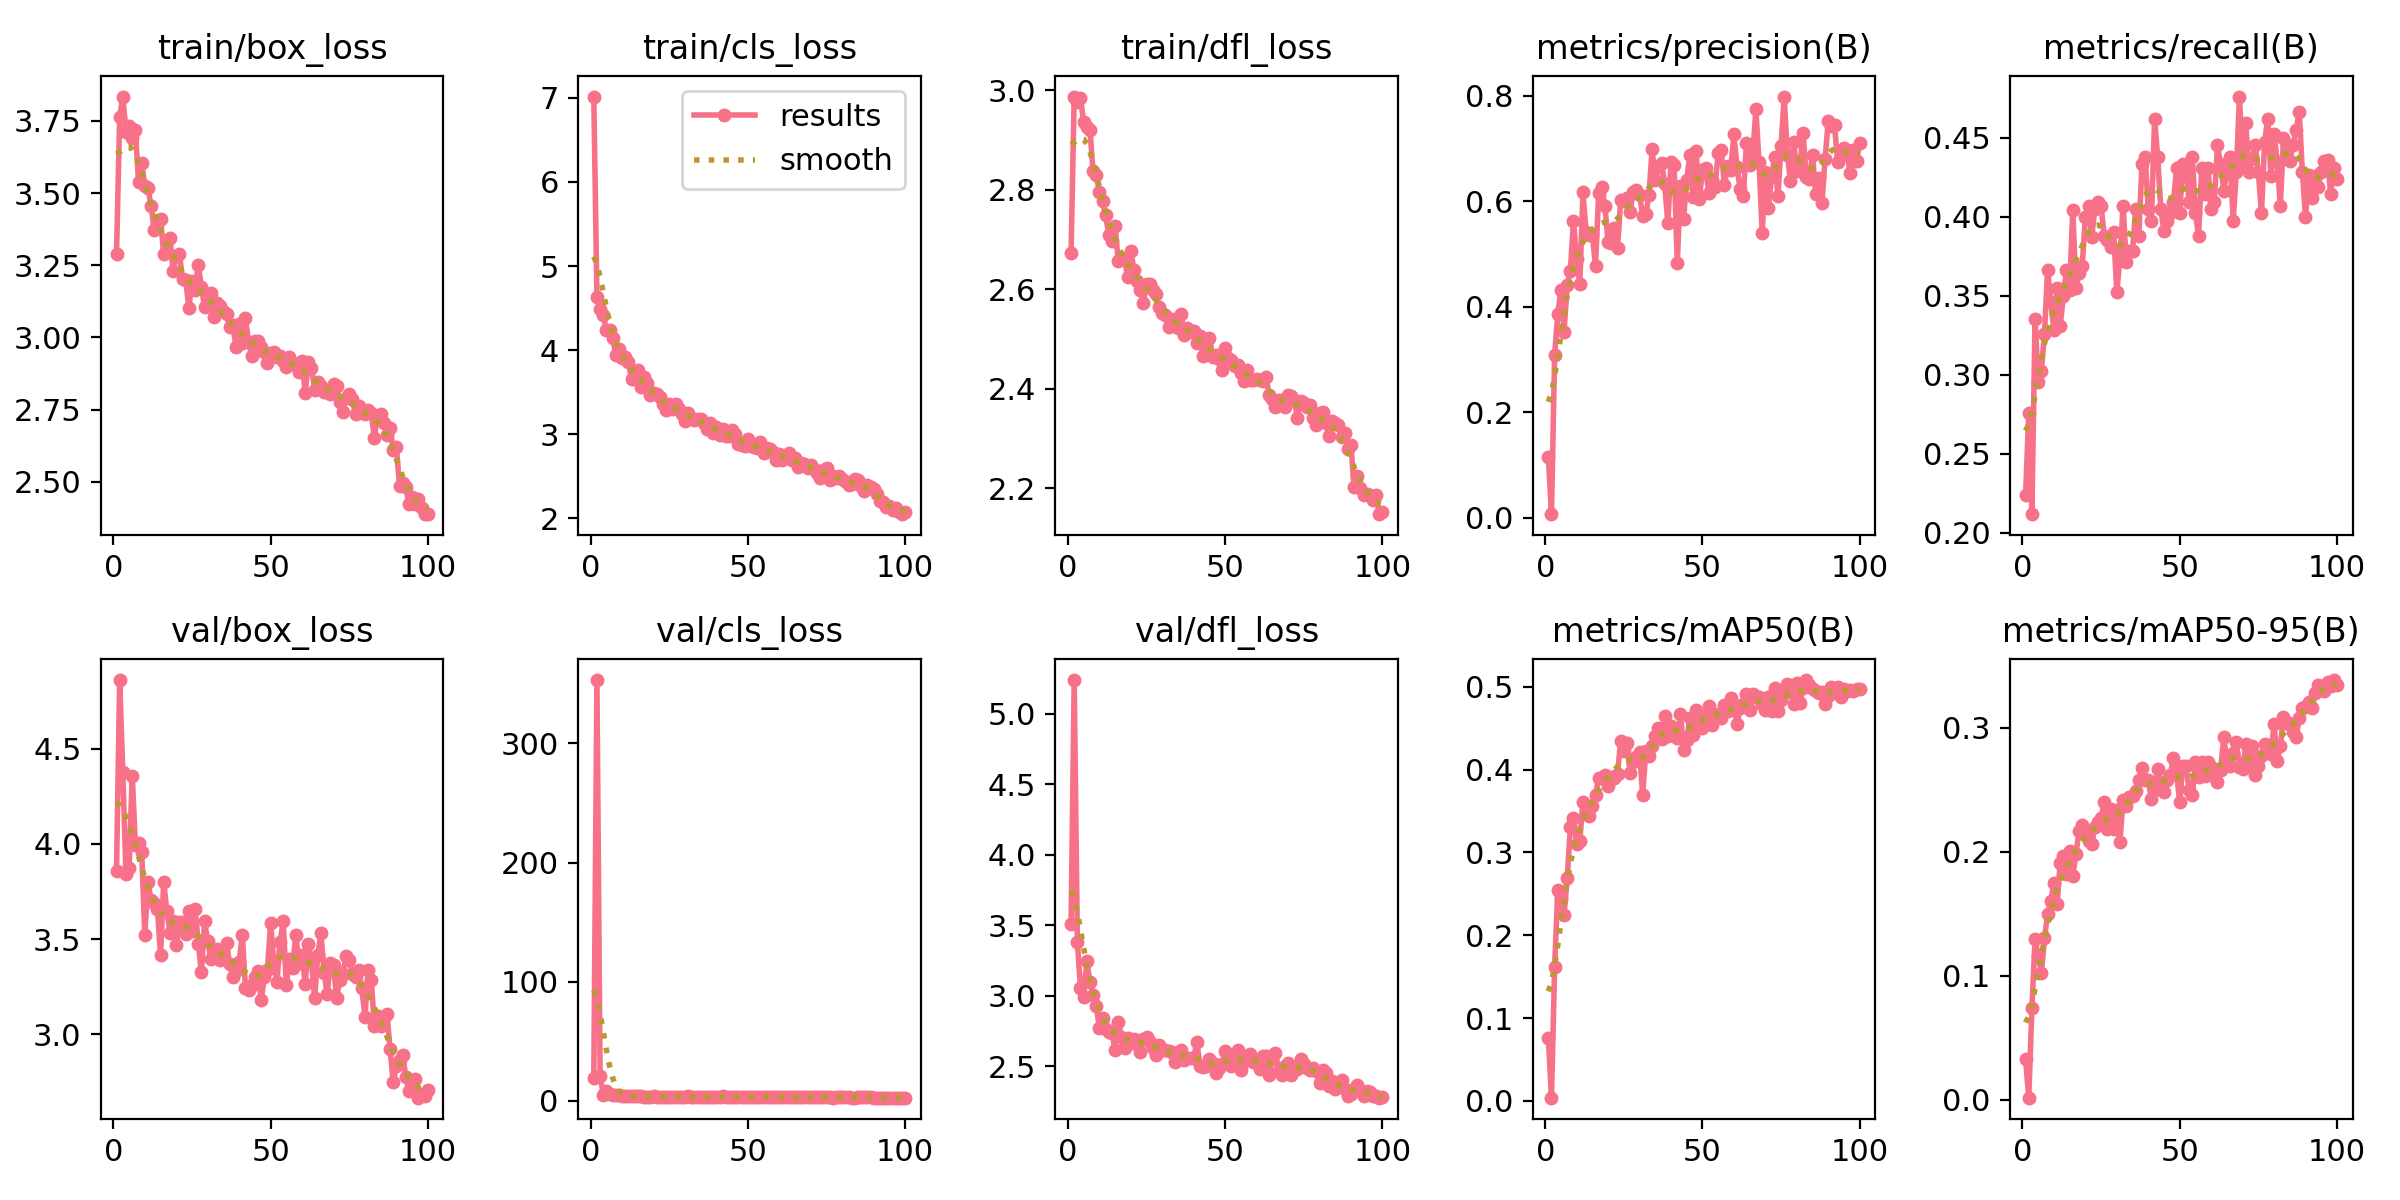 train/box_loss
3.75
3.50
3.25
3.00
2.75
2.50
0 50 100
train/cls_loss
results
smooth
7
6
5
4
3
2
0 50 100
train/dfl_loss
3.0
2.8
2.6
2.4
2.2
0 50 100
metrics/precision(B)
0.8
0.6
0.4
0.2
0.0
0 50 100
metrics/recall(B)
0.45
0.40
0.35
0.30
0.25
0.20
0 50 100
val/box_loss
4.5
4.0
3.5
3.0
0 50 100
val/cls_loss
300
200
100
0
0 50 100
val/dfl_loss
5.0
4.5
4.0
3.5
3.0
2.5
0 50 100
metrics/mAP50(B)
0.5
0.4
0.3
0.2
0.1
0.0
0 50 100
metrics/mAP50-95(B)
0.3
0.2
0.1
0.0
0 50 100